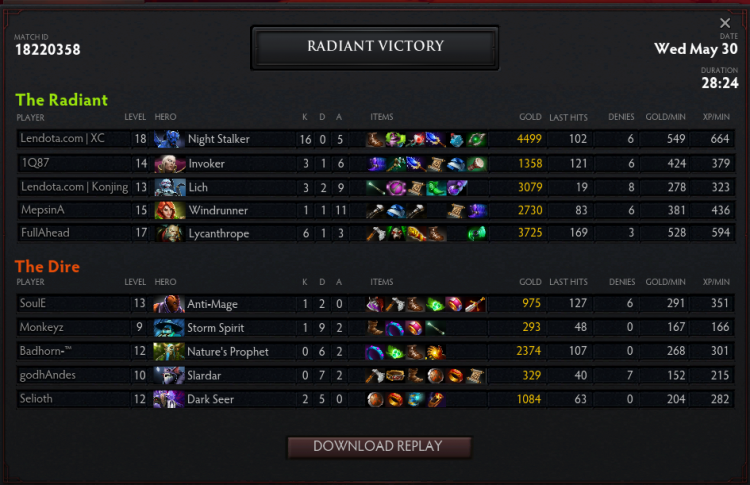 MATCH ID
18220358
RADIANT VICTORY
DATE
Wed May 30
DURATION
28:24
The Radiant
PLAYER LEVEL HERO K D A ITEMS GOLD LAST HITS DENIES GOLD/MIN XP/MIN
Lendota.com | XC 18 Night Stalker 16 0 5 4499 102 6 549 664
1Q87 14 Invoker 3 1 6 1358 121 6 424 379
Lendota.com | Konjing 13 Lich 3 2 9 3079 19 8 278 323
MepsinA 15 Windrunner 1 1 11 2730 83 6 381 436
FullAhead 17 Lycanthrope 6 1 3 3725 169 3 528 594
The Dire
PLAYER LEVEL HERO K D A ITEMS GOLD LAST HITS DENIES GOLD/MIN XP/MIN
SoulE 13 Anti-Mage 1 2 0 975 127 6 291 351
Monkeyz 9 Storm Spirit 1 9 2 293 48 0 167 166
Badhorn-™ 12 Nature's Prophet 0 6 2 2374 107 0 268 301
godhAndes 10 Slardar 0 7 2 329 40 7 152 215
Selioth 12 Dark Seer 2 5 0 1084 63 0 204 282
DOWNLOAD REPLAY